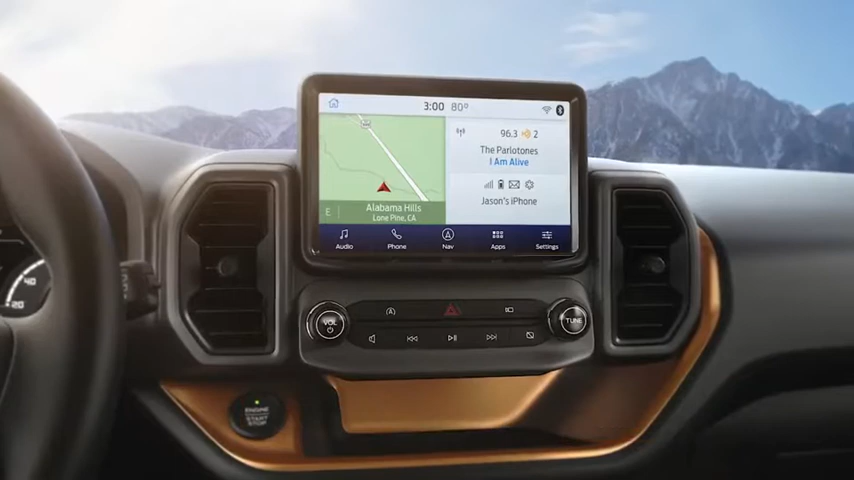 3:00 80°
96.3 2
The Parlotones
I Am Alive
Alabama Hills
Lone Pine, CA
E
Jason's iPhone
Audio Phone Nav Apps Settings
VOL
TUNE
ENGINE
START
STOP
40
20